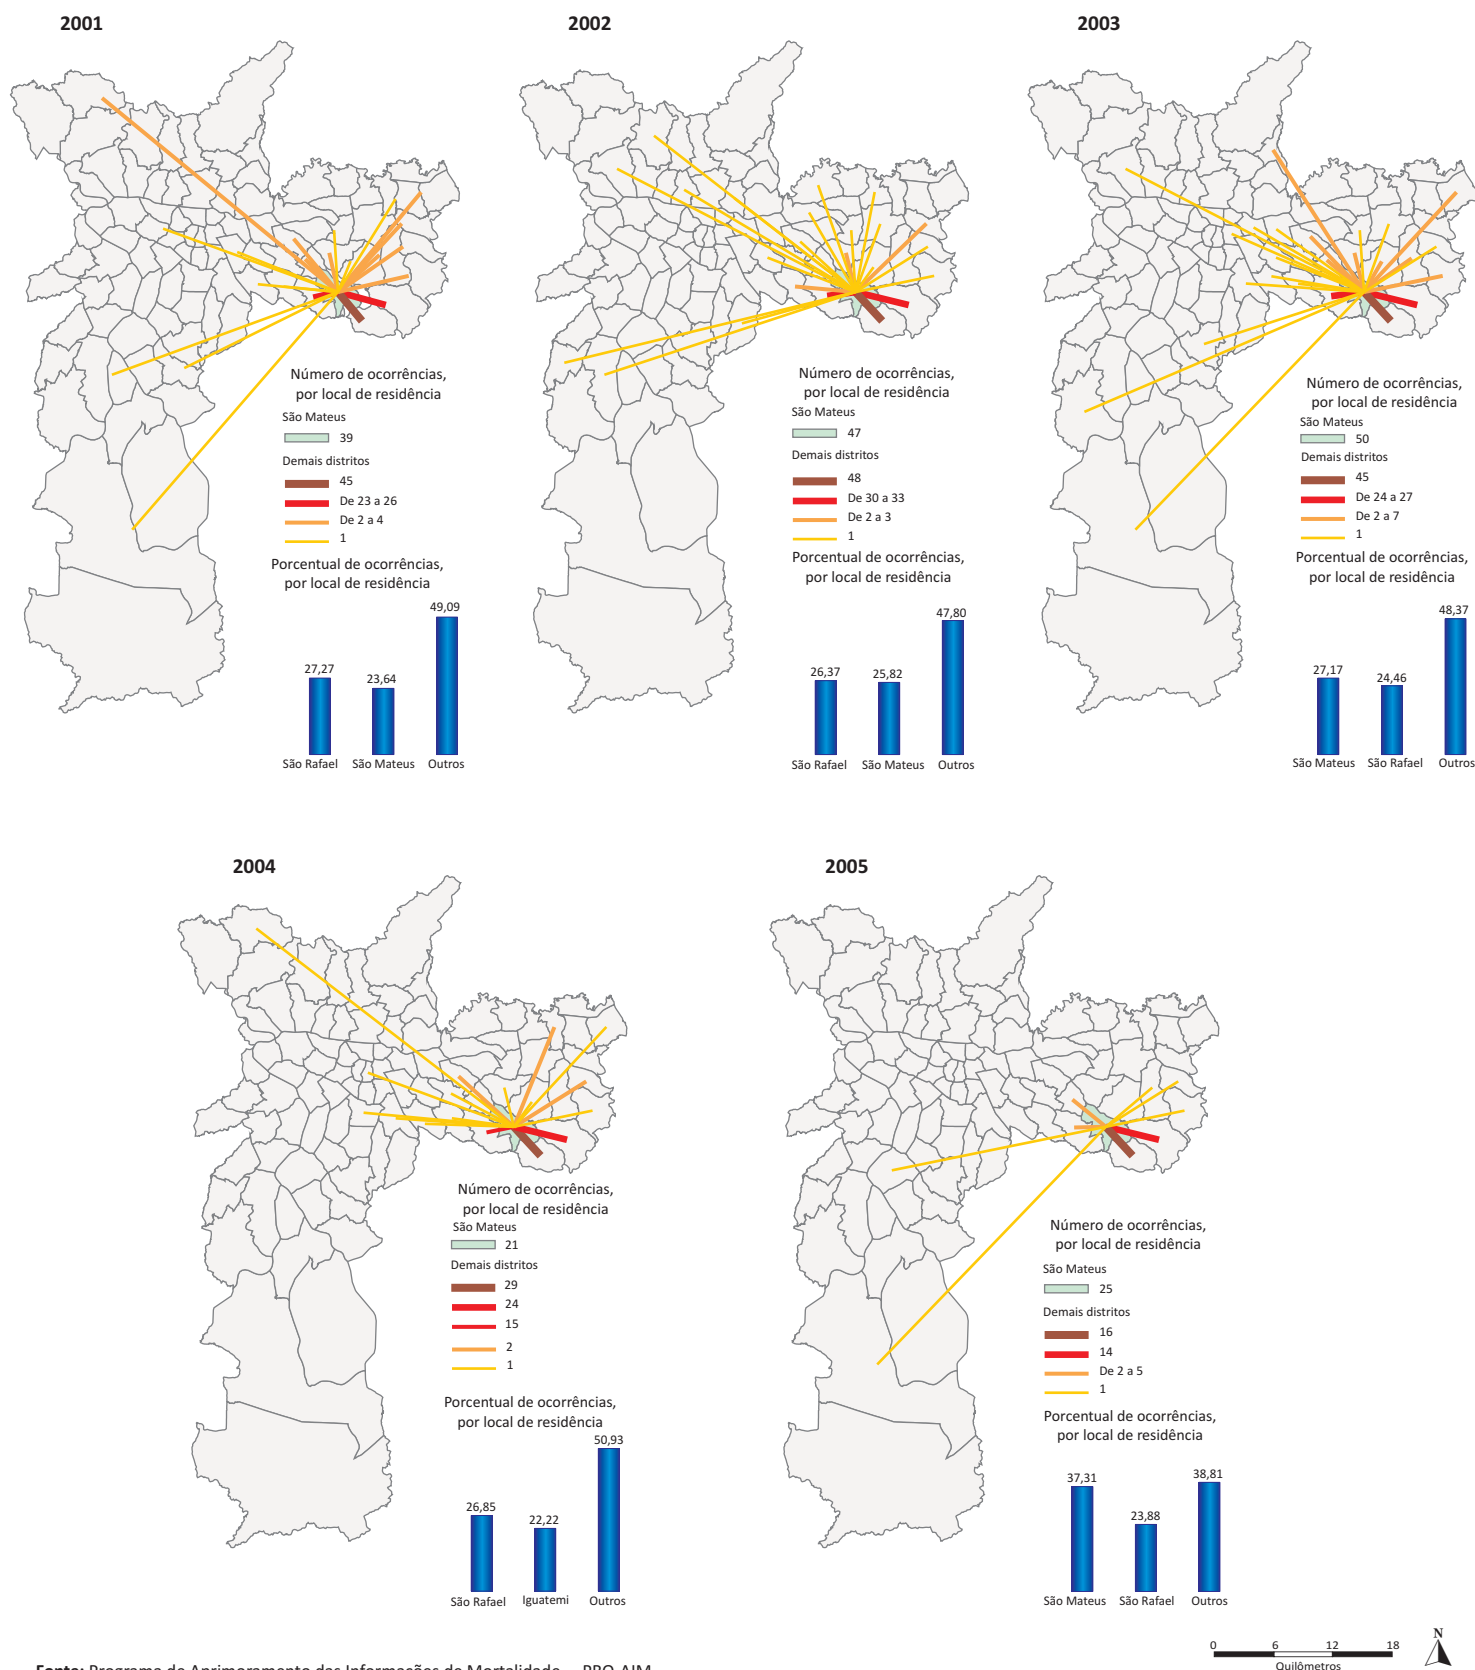 2001
Número de ocorrências,
por local de residência
São Mateus
39
Demais distritos
45
De 23 a 26
De 2 a 4
1
Porcentual de ocorrências,
por local de residência
49,09
27,27
23,64
São Rafael São Mateus Outros
2002
Número de ocorrências,
por local de residência
São Mateus
47
Demais distritos
48
De 30 a 33
De 2 a 3
1
Porcentual de ocorrências,
por local de residência
47,80
26,37
25,82
São Rafael São Mateus Outros
2003
Número de ocorrências,
por local de residência
São Mateus
50
Demais distritos
45
De 24 a 27
De 2 a 7
1
Porcentual de ocorrências,
por local de residência
48,37
27,17
24,46
São Mateus São Rafael Outros
2004
Número de ocorrências,
por local de residência
São Mateus
21
Demais distritos
29
24
15
2
1
Porcentual de ocorrências,
por local de residência
50,93
26,85
22,22
São Rafael Iguatemi Outros
2005
Número de ocorrências,
por local de residência
São Mateus
25
Demais distritos
16
14
De 2 a 5
1
Porcentual de ocorrências,
por local de residência
37,31
38,81
23,88
São Mateus São Rafael Outros
N
0 6 12 18
Quilômetros
Fonte: Programa de Aprimoramento das Informações de Mortalidade – PRO-AIM